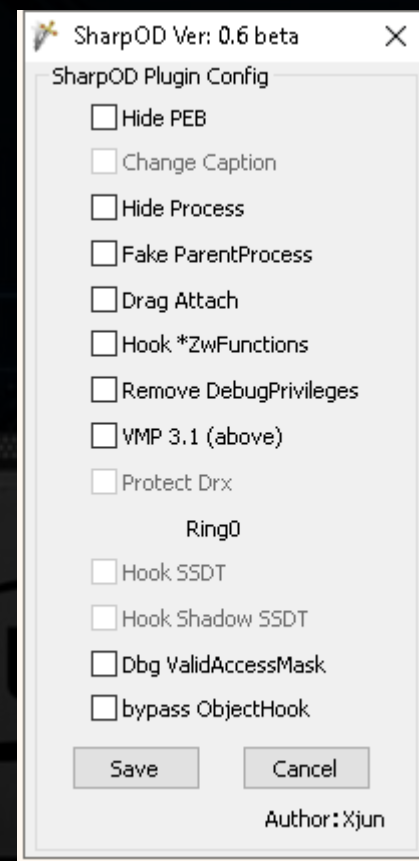 SharpOD Ver: 0.6 beta
SharpOD Plugin Config
Hide PEB
Change Caption
Hide Process
Fake ParentProcess
Drag Attach
Hook *ZwFunctions
Remove DebugPrivileges
VMP 3.1 (above)
Protect Drx
Ring0
Hook SSDT
Hook Shadow SSDT
Dbg ValidAccessMask
bypass ObjectHook
Save Cancel
Author:Xjun